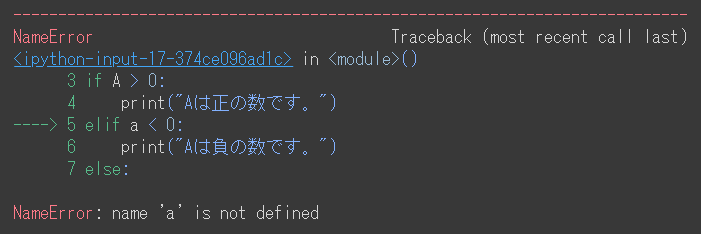 ---------------------------------------------------------------------------
NameError                                 Traceback (most recent call last)
<ipython-input-17-374ce096ad1c> in <module>()
      3 if A > 0:
      4     print("Aは正の数です。")
----> 5 elif a < 0:
      6     print("Aは負の数です。")
      7 else:
NameError: name 'a' is not defined